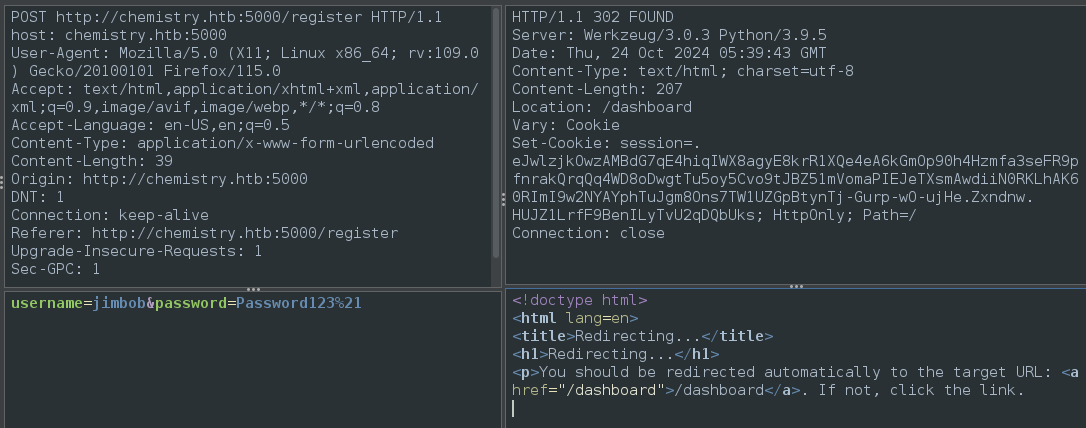 POST http://chemistry.htb:5000/register HTTP/1.1
host: chemistry.htb:5000
User-Agent: Mozilla/5.0 (X11; Linux x86_64; rv:109.0
) Gecko/20100101 Firefox/115.0
Accept: text/html,application/xhtml+xml,application/
xml;q=0.9,image/avif,image/webp,*/*;q=0.8
Accept-Language: en-US,en;q=0.5
Content-Type: application/x-www-form-urlencoded
Content-Length: 39
Origin: http://chemistry.htb:5000
DNT: 1
Connection: keep-alive
Referer: http://chemistry.htb:5000/register
Upgrade-Insecure-Requests: 1
Sec-GPC: 1
username=jimbob&password=Password123%21
HTTP/1.1 302 FOUND
Server: Werkzeug/3.0.3 Python/3.9.5
Date: Thu, 24 Oct 2024 05:39:43 GMT
Content-Type: text/html; charset=utf-8
Content-Length: 207
Location: /dashboard
Vary: Cookie
Set-Cookie: session=.
eJwlzjkOwzAMBdG7qE4hiqIWX8agyE8krR1XQe4eA6kGmOp90h4Hzmfa3seFR9p
fnrakQrqQq4WD8oDwgtTu5oy5Cvo9tJBZ51mVomaPIEJeTXsmAwdiiN0RKLhAK6
0RImI9w2NYAYphTuJgm8Ons7TW1UZGpBtynTj-Gurp-wO-ujHe.Zxndnw.
HUJZ1LrfF9BenILyTvU2qDQbUks; HttpOnly; Path=/
Connection: close
<!doctype html>
<html lang=en>
<title>Redirecting...</title>
<h1>Redirecting...</h1>
<p>You should be redirected automatically to the target URL: <a
href="/dashboard">/dashboard</a>. If not, click the link.